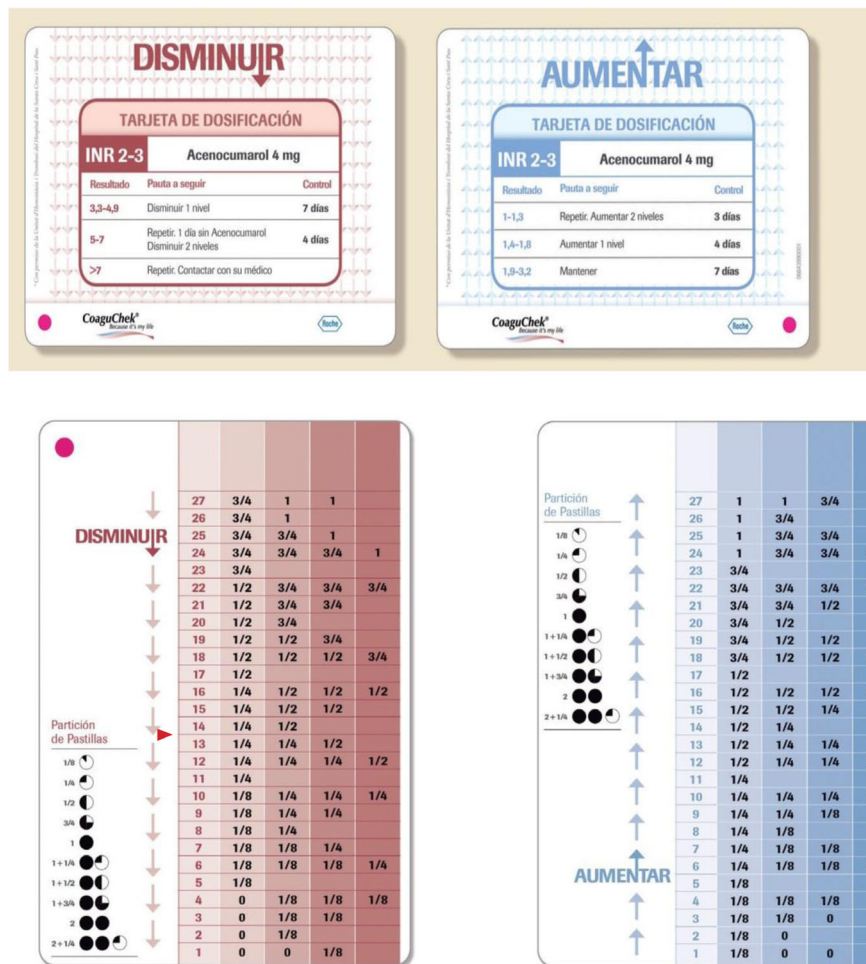 DISMINUIR
TARJETA DE DOSIFICACIÓN
INR 2-3 Acenocumarol 4 mg
Resultado Pauta a seguir Control
3,3-4,9 Disminuir 1 nivel 7 días
5-7 Repetir. 1 día sin Acenocumarol
Disminuir 2 niveles 4 días
>7 Repetir. Contactar con su médico
CoaguChek®
Because it's my life
Roche
AUMENTAR
TARJETA DE DOSIFICACIÓN
INR 2-3 Acenocumarol 4 mg
Resultado Pauta a seguir Control
1-1,3 Repetir. Aumentar 2 niveles 3 días
1,4-1,8 Aumentar 1 nivel 4 días
1,9-3,2 Mantener 7 días
CoaguChek®
Because it's my life
Roche
DISMINUIR
Partición
de Pastillas
1/8
1/4
1/2
3/4
1
1+1/4
1+1/2
1+3/4
2
2+1/4
27 3/4 1 1
26 3/4 1
25 3/4 3/4 1
24 3/4 3/4 3/4 1
23 3/4
22 1/2 3/4 3/4 3/4
21 1/2 3/4 3/4
20 1/2 3/4
19 1/2 1/2 3/4
18 1/2 1/2 1/2 3/4
17 1/2
16 1/4 1/2 1/2 1/2
15 1/4 1/2 1/2
14 1/4 1/2
13 1/4 1/4 1/2
12 1/4 1/4 1/4 1/2
11 1/4
10 1/8 1/4 1/4 1/4
9 1/8 1/4 1/4
8 1/8 1/4
7 1/8 1/8 1/4
6 1/8 1/8 1/8 1/4
5 1/8
4 0 1/8 1/8 1/8
3 0 1/8 1/8
2 0 1/8
1 0 0 1/8
Partición
de Pastillas
1/8
1/4
1/2
3/4
1
1+1/4
1+1/2
1+3/4
2
2+1/4
AUMENTAR
27 1 1 3/4
26 1 3/4
25 1 3/4 3/4
24 1 3/4 3/4
23 3/4
22 3/4 3/4 3/4
21 3/4 3/4 1/2
20 3/4 1/2
19 3/4 1/2 1/2
18 3/4 1/2 1/2
17 1/2
16 1/2 1/2 1/2
15 1/2 1/2 1/4
14 1/2 1/4
13 1/2 1/4 1/4
12 1/2 1/4 1/4
11 1/4
10 1/4 1/4 1/4
9 1/4 1/4 1/8
8 1/4 1/8
7 1/4 1/8 1/8
6 1/4 1/8 1/8
5 1/8
4 1/8 1/8 1/8
3 1/8 1/8 0
2 1/8 0
1 1/8 0 0